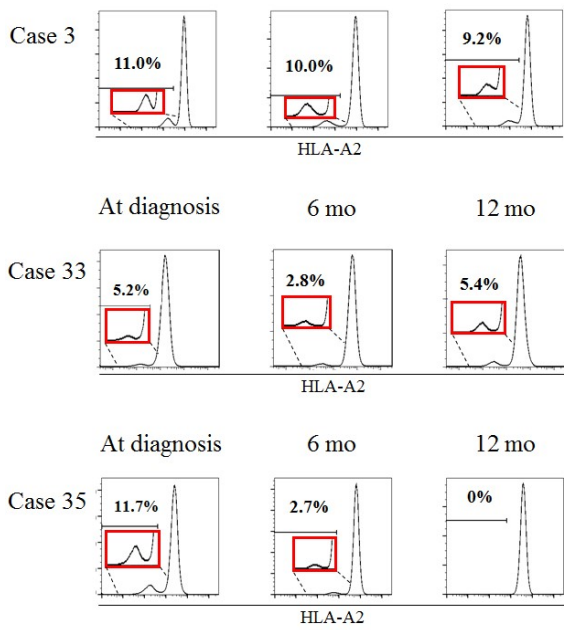 Case 3
11.0%
10.0%
9.2%
HLA-A2
At diagnosis 6 mo 12 mo
Case 33
5.2%
2.8%
5.4%
HLA-A2
At diagnosis 6 mo 12 mo
Case 35
11.7%
2.7%
0%
HLA-A2